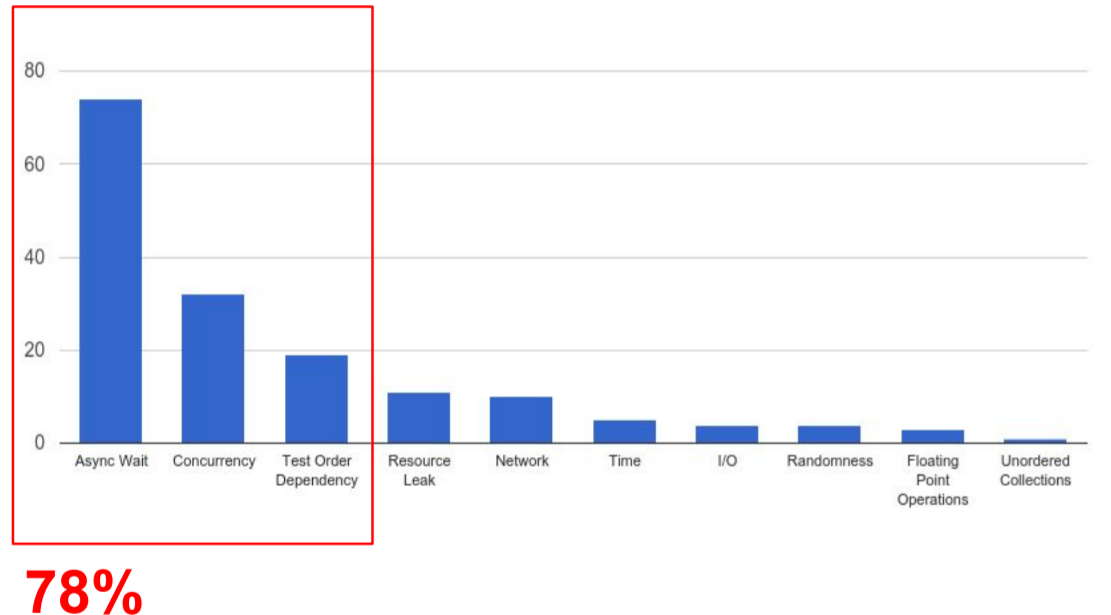 80
60
40
20
0
Async Wait
Concurrency
Test Order
Dependency
Resource
Leak
Network
Time
I/O
Randomness
Floating
Point
Operations
Unordered
Collections
78%